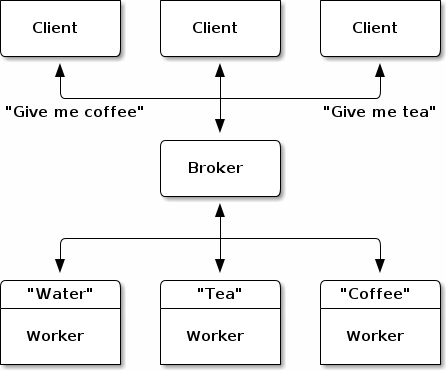 Client Client Client
"Give me coffee" "Give me tea"
Broker
"Water" "Tea" "Coffee"
Worker Worker Worker